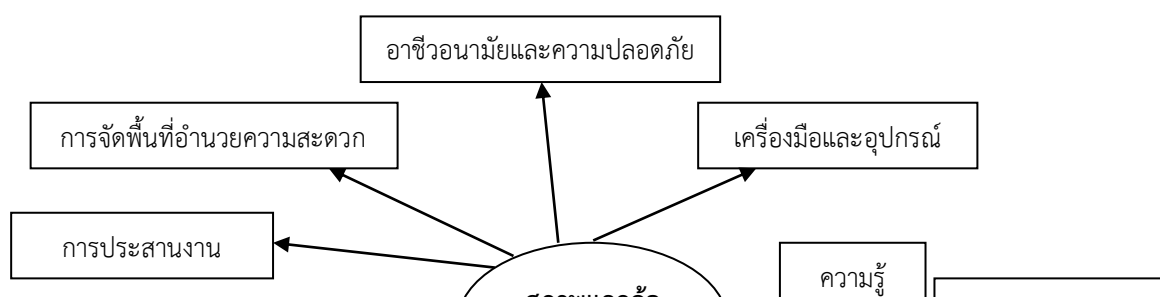 อาชีวอนามัยและความปลอดภัย
การจัดพื้นที่อำนวยความสะดวก
เครื่องมือและอุปกรณ์
การประสานงาน
ความรู้